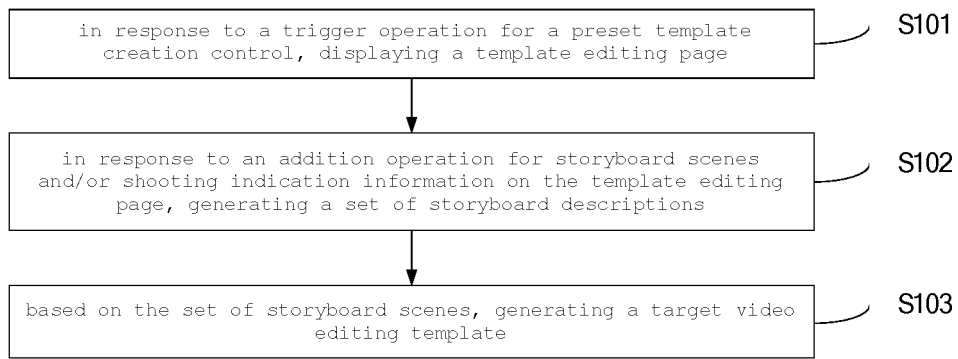 in response to a trigger operation for a preset template
creation control, displaying a template editing page
S101
in response to an addition operation for storyboard scenes
and/or shooting indication information on the template editing
page, generating a set of storyboard descriptions
S102
based on the set of storyboard scenes, generating a target video
editing template
S103